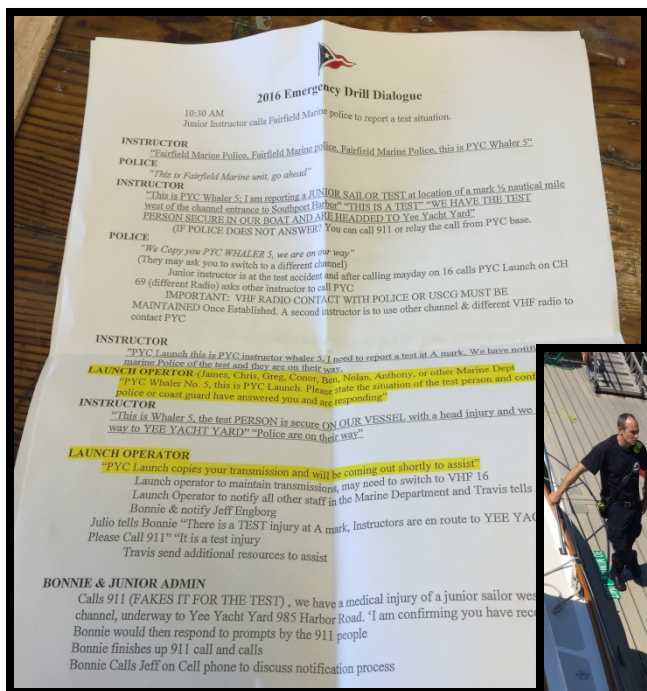 2016 Emergency Drill Dialogue
10:30 AM
Junior Instructor calls Fairfield Marine police to report a test situation.
INSTRUCTOR
"Fairfield Marine Police, Fairfield Marine police, Fairfield Marine Police, this is PYC Whaler 5"
POLICE
"This is Fairfield Marine unit, go ahead"
INSTRUCTOR
"This is PYC Whaler 5; I am reporting a JUNIOR SAILOR TEST at location of a mark ½ nautical mile
west of the channel entrance to Southport Harbor" "THIS IS A TEST" "WE HAVE THE TEST
PERSON SECURE IN OUR BOAT AND ARE HEADDED TO Yee Yacht Yard"
(IF POLICE DOES NOT ANSWER? You can call 911 or relay the call from PYC base.
POLICE
"We Copy you PYC WHALER 5, we are on our way"
(They may ask you to switch to a different channel)
Junior instructor is at the test accident and after calling mayday on 16 calls PYC Launch on CH
69 (different Radio) asks other instructor to call PYC
IMPORTANT: VHF RADIO CONTACT WITH POLICE OR USCG MUST BE
MAINTAINED Once Established. A second instructor is to use other channel & different VHF radio to
contact PYC
INSTRUCTOR
"PYC Launch this is PYC instructor whaler 5, I need to report a test at A mark. We have
marine Police of the test and they are on their way.
LAUNCH OPERTOR (James, Chris, Greg, Conor, Ben, Nolan, Anthony, or other Marine Dept
"PYC Whaler No. 5, this is PYC Launch. Please state the situation of the test person and
police or coast guard have answered you and are responding"
INSTRUCTOR
"This is Whaler 5, the test PERSON is secure ON OUR VESSEL with a head injury and we
way to YEE YACHT YARD" "Police are on their way"
LAUNCH OPERATOR
"PYC Launch copies your transmission and will be coming out shortly to assist"
Launch operator to maintain transmissions, may need to switch to VHF 16
Launch Operator to notify all other staff in the Marine Department and Travis tells
Bonnie & notify Jeff Engborg
Julio tells Bonnie "There is a TEST injury at A mark, Instructors are en route to YEE
Please Call 911" "It is a test injury
Travis send additional resources to assist
BONNIE & JUNIOR ADMIN
Calls 911 (FAKES IT FOR THE TEST) , we have a medical injury of a junior sailor
channel, underway to Yee Yacht Yard 985 Harbor Road. 'I am confirming you have
Bonnie would then respond to prompts by the 911 people
Bonnie finishes up 911 call and calls
Bonnie Calls Jeff on Cell phone to discuss notification process